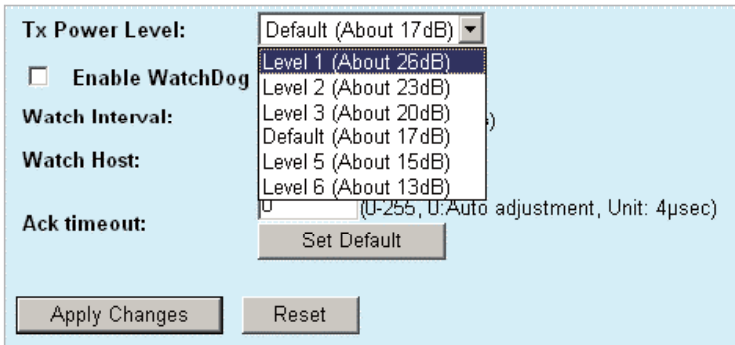 Tx Power Level:
Default (About 17dB)
Level 1 (About 26dB)
Level 2 (About 23dB)
Level 3 (About 20dB)
Default (About 17dB)
Level 5 (About 15dB)
Level 6 (About 13dB)
Enable WatchDog
Watch Interval:
Watch Host:
Ack timeout:
0 (0-255, 0:Auto adjustment, Unit: 4µsec)
Set Default
Apply Changes
Reset